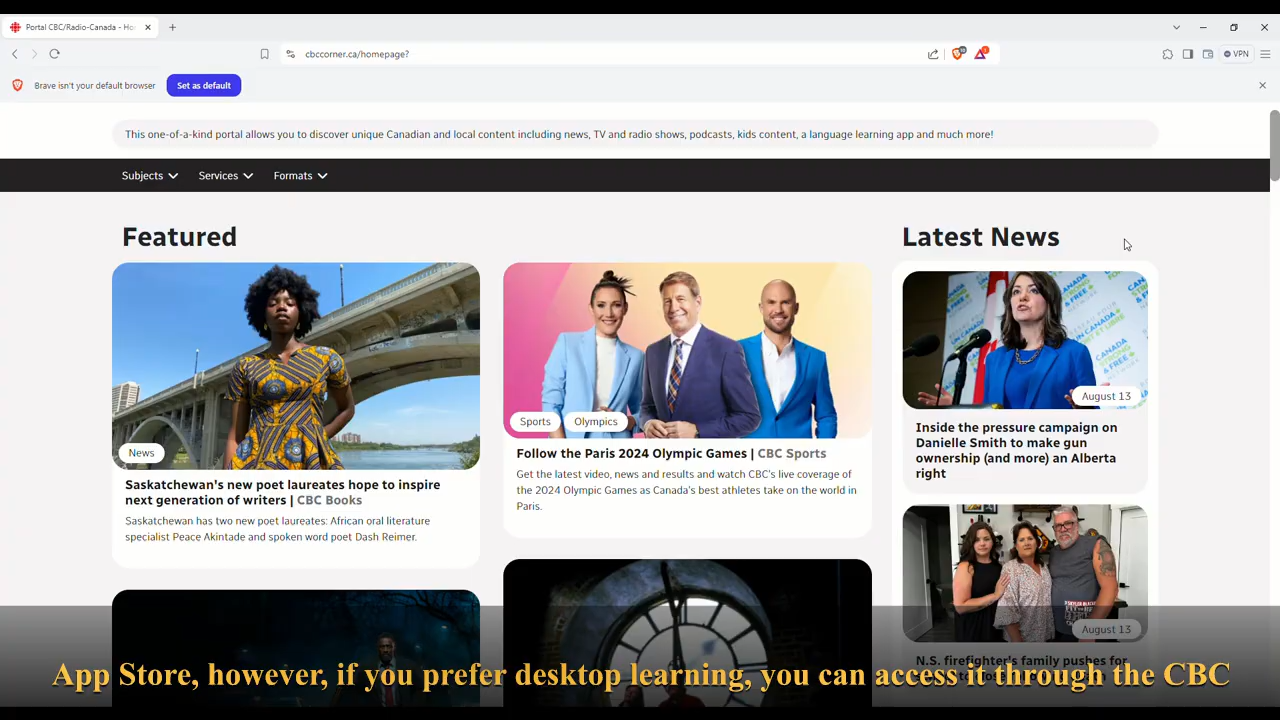 Portal CBC/Radio-Canada - Ho
cbccorner.ca/homepage?
VPN
Brave isn't your default browser
Set as default
This one-of-a-kind portal allows you to discover unique Canadian and local content including news, TV and radio shows, podcasts, kids content, a language learning app and much more!
Subjects
Services
Formats
Featured
News
Saskatchewan's new poet laureates hope to inspire
next generation of writers | CBC Books
Saskatchewan has two new poet laureates: African oral literature
specialist Peace Akintade and spoken word poet Dash Reimer.
Sports
Olympics
Follow the Paris 2024 Olympic Games | CBC Sports
Get the latest video, news and results and watch CBC's live coverage of
the 2024 Olympic Games as Canada's best athletes take on the world in
Paris.
Latest News
August 13
Inside the pressure campaign on
Danielle Smith to make gun
ownership (and more) an Alberta
right
August 13
N.S. firefighter's family pushes for
App Store, however, if you prefer desktop learning, you can access it through the CBC